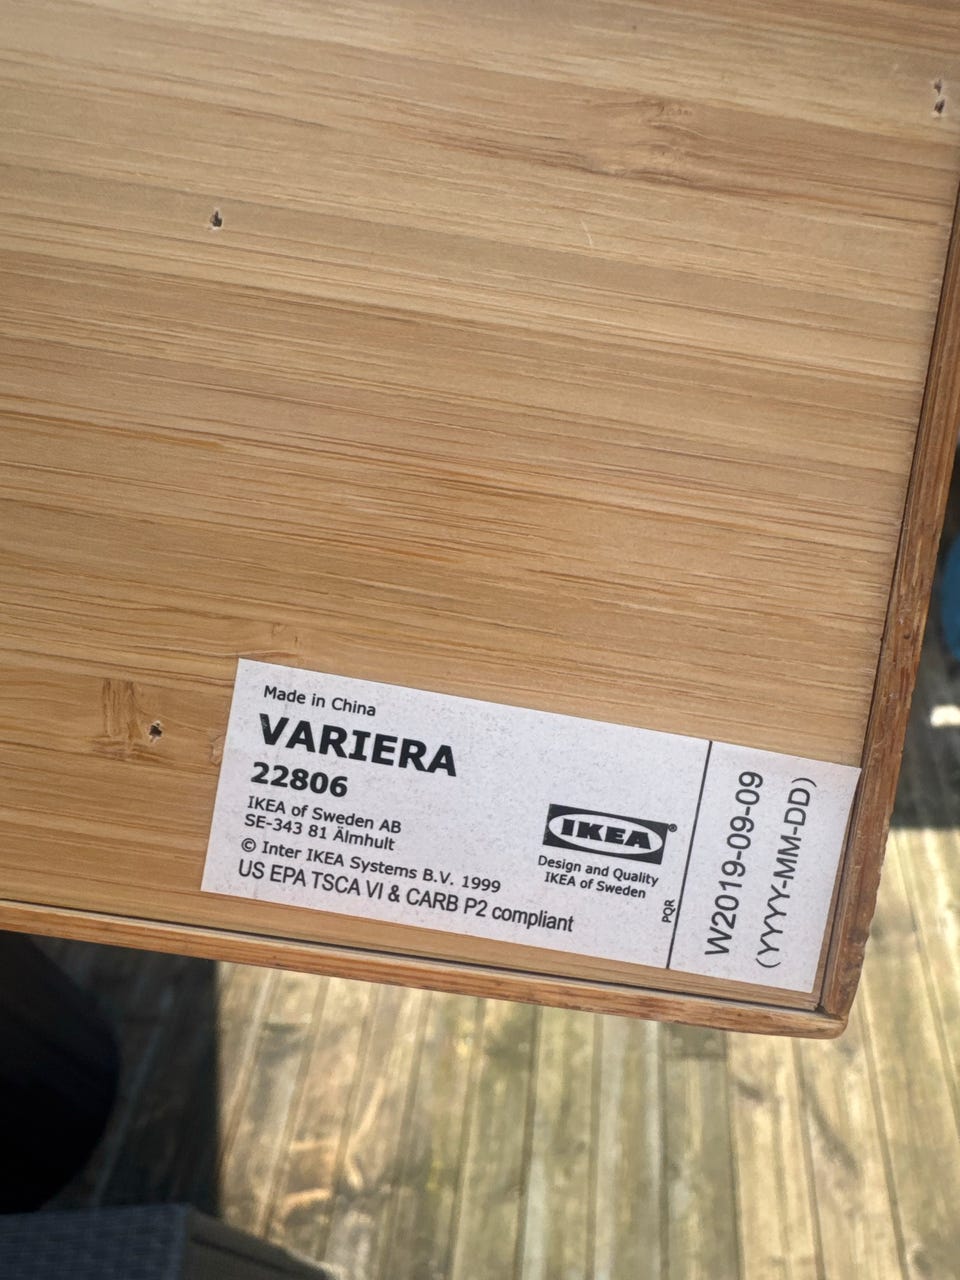 Made in China
VARIERA
22806
IKEA of Sweden AB
SE-343 81 Älmhult
© Inter IKEA Systems B.V. 1999
US EPA TSCA VI & CARB P2 compliant
IKEA®
Design and Quality
IKEA of Sweden
PQR
W2019-09-09
(YYYY-MM-DD)